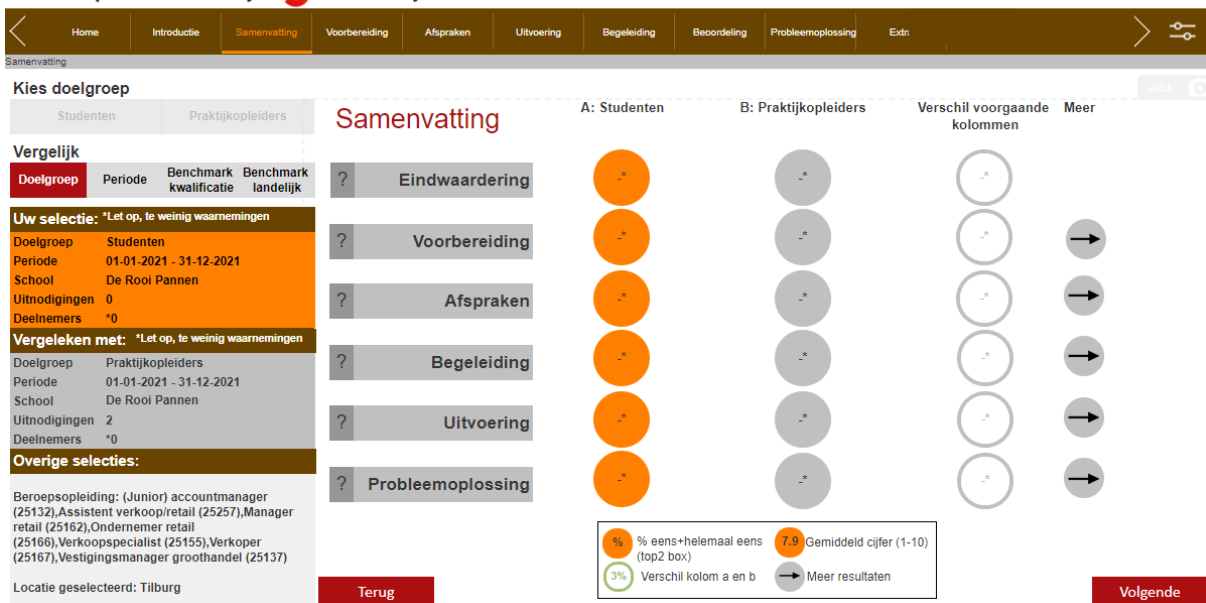 Home Introductie Samenvatting Voorbereiding Afspraken Uitvoering Begeleiding Beoordeling Probleemoplossing Extra
Samenvatting
Kies doelgroep
Studenten Praktijkopleiders
Vergelijk
Doelgroep Periode Benchmark kwalificatie Benchmark landelijk
Uw selectie: *Let op, te weinig waarnemingen
Doelgroep Studenten
Periode 01-01-2021 - 31-12-2021
School De Rooi Pannen
Uitnodigingen 0
Deelnemers *0
Vergeleken met: *Let op, te weinig waarnemingen
Doelgroep Praktijkopleiders
Periode 01-01-2021 - 31-12-2021
School De Rooi Pannen
Uitnodigingen 2
Deelnemers *0
Overige selecties:
Beroepsopleiding: (Junior) accountmanager
(25132),Assistent verkoop/retail (25257),Manager
retail (25162),Ondernemer retail
(25166),Verkoopspecialist (25155),Verkoper
(25167),Vestigingsmanager groothandel (25137)
Locatie geselecteerd: Tilburg
add
Samenvatting
A: Studenten B: Praktijkopleiders Verschil voorgaande kolommen Meer
? Eindwaardering -* -* -*
? Voorbereiding -* -* -*
? Afspraken -* -* -*
? Begeleiding -* -* -*
? Uitvoering -* -* -*
? Probleemoplossing -* -* -*
% % eens+helemaal eens
(top2 box)
7.9 Gemiddeld cijfer (1-10)
3% Verschil kolom a en b
Meer resultaten
Terug
Volgende